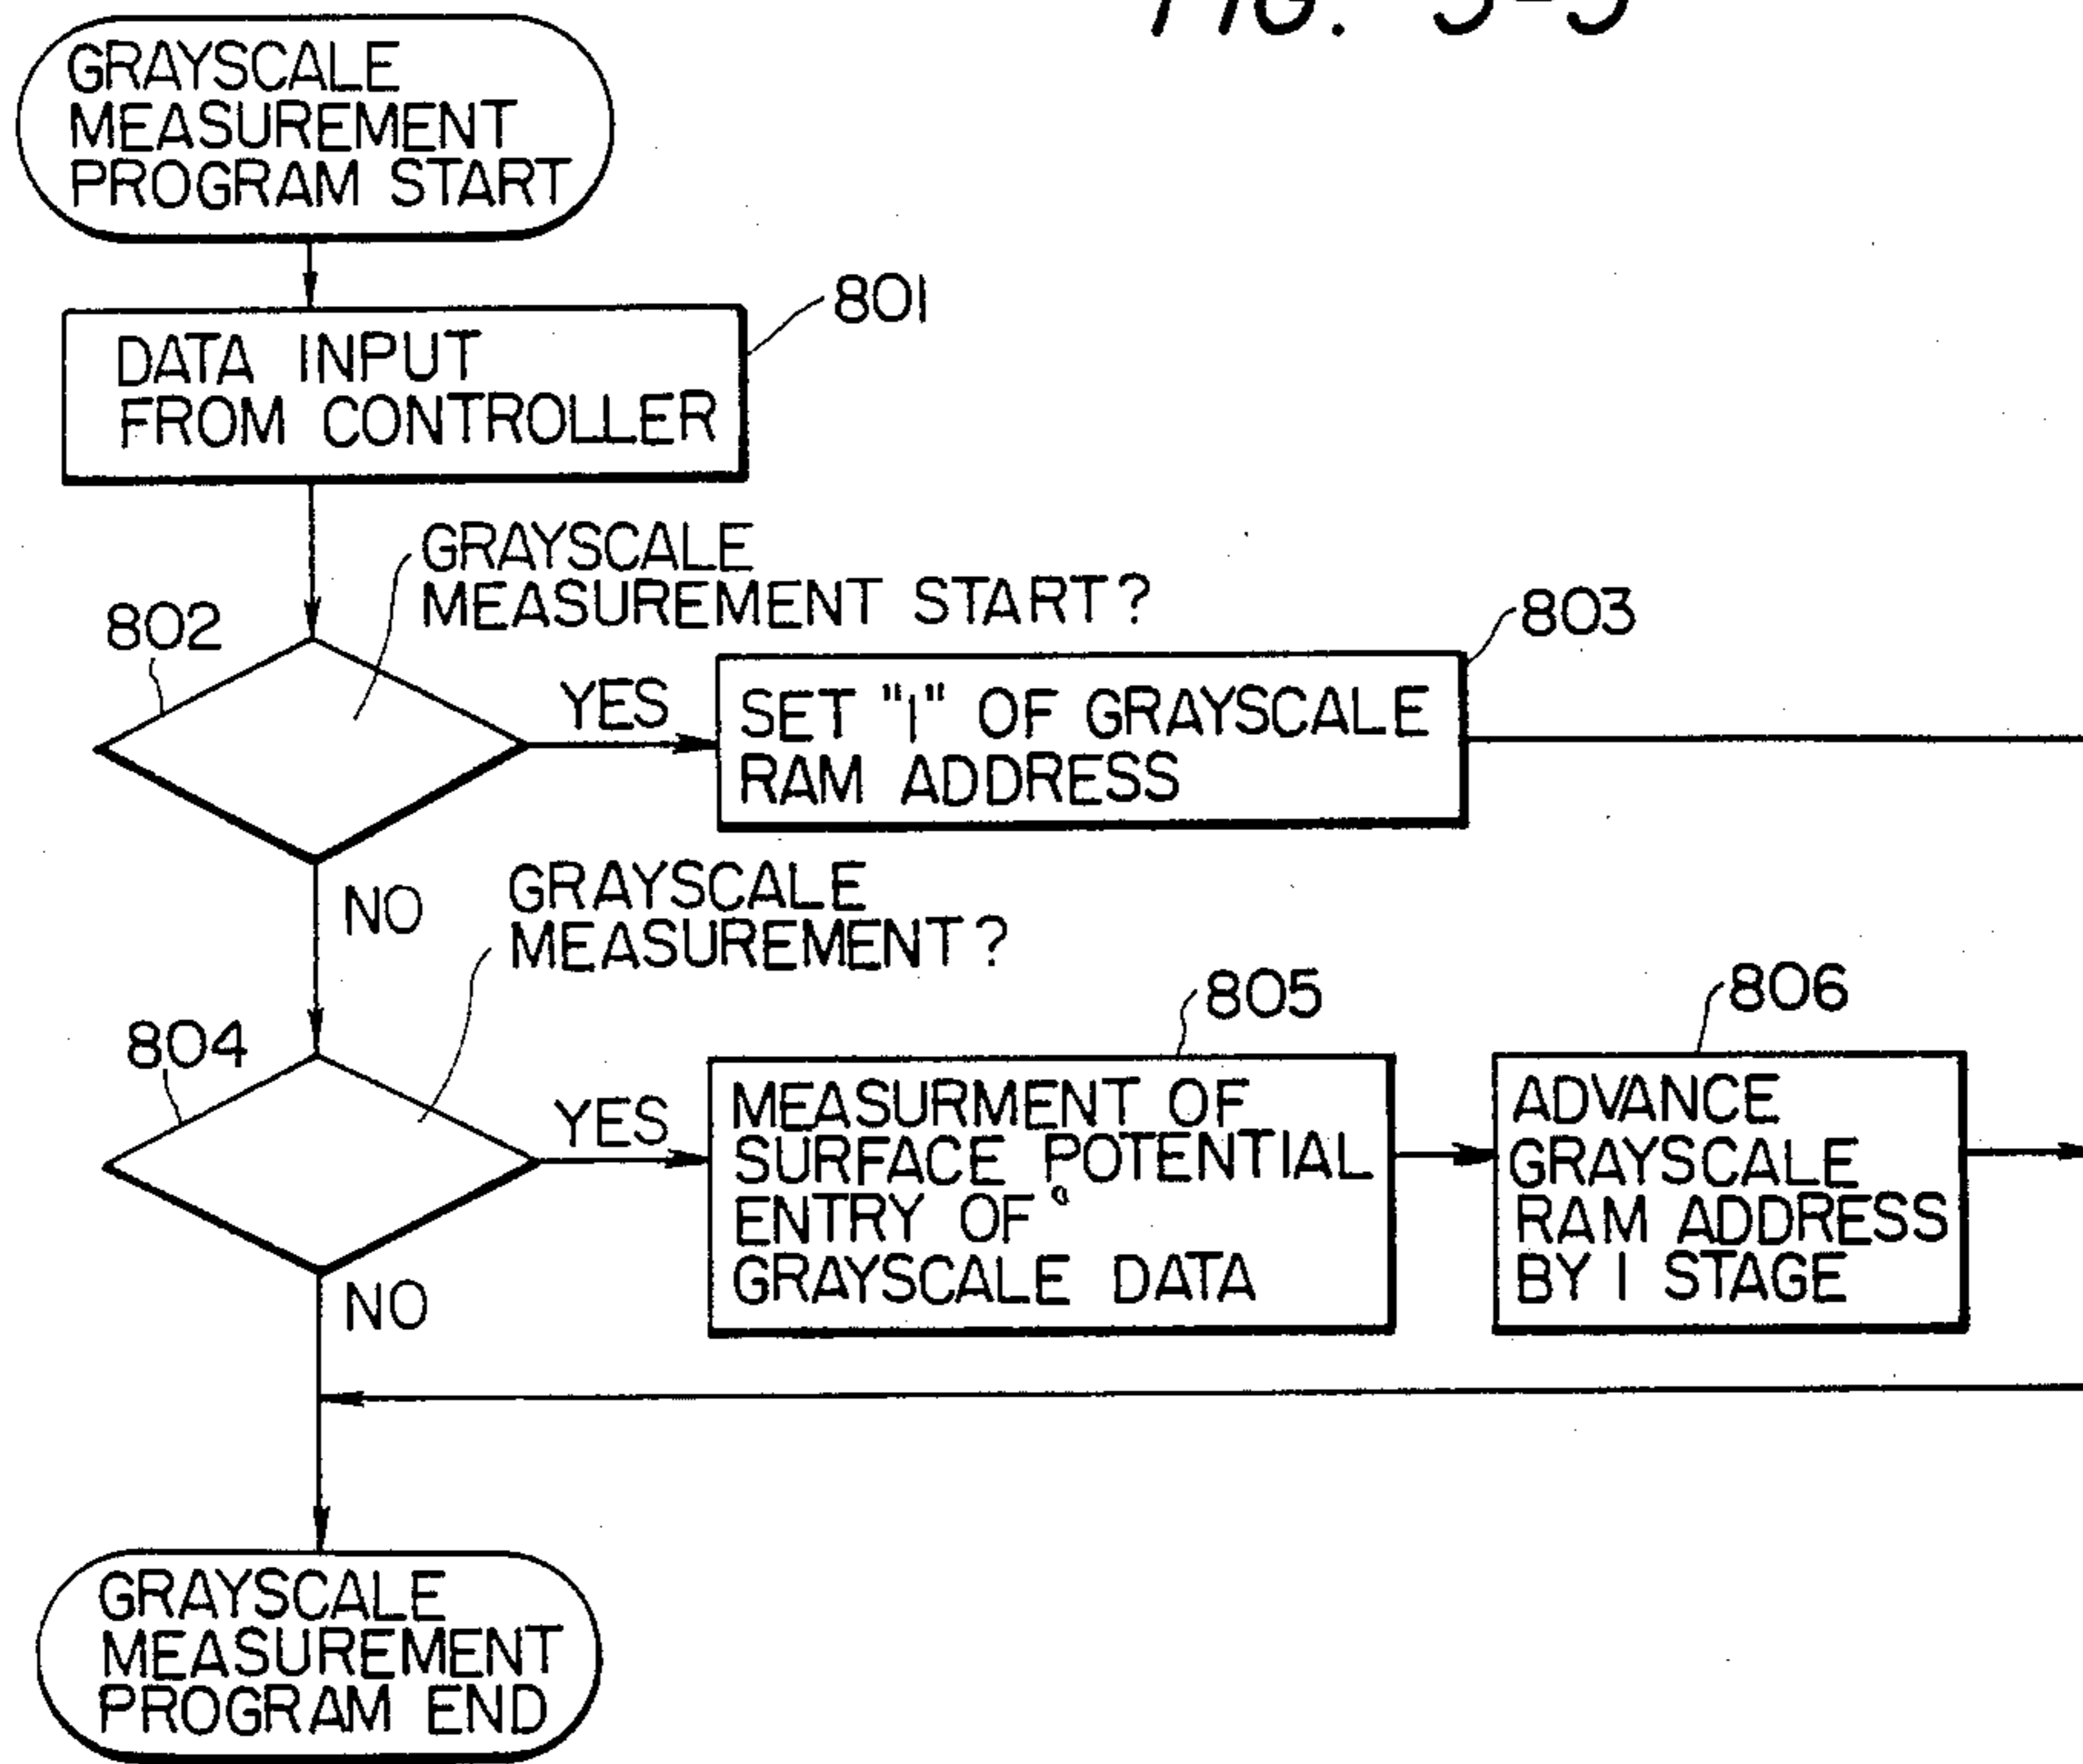 GRAYSCALE
MEASUREMENT
PROGRAM START
801
DATA INPUT
FROM CONTROLLER
GRAYSCALE
MEASUREMENT START?
802
803
YES
SET "1" OF GRAYSCALE
RAM ADDRESS
NO
GRAYSCALE
MEASUREMENT?
804
805
806
YES
MEASURMENT OF
SURFACE POTENTIAL
ENTRY OF
GRAYSCALE DATA
ADVANCE
GRAYSCALE
RAM ADDRESS
BY 1 STAGE
NO
GRAYSCALE
MEASUREMENT
PROGRAM END